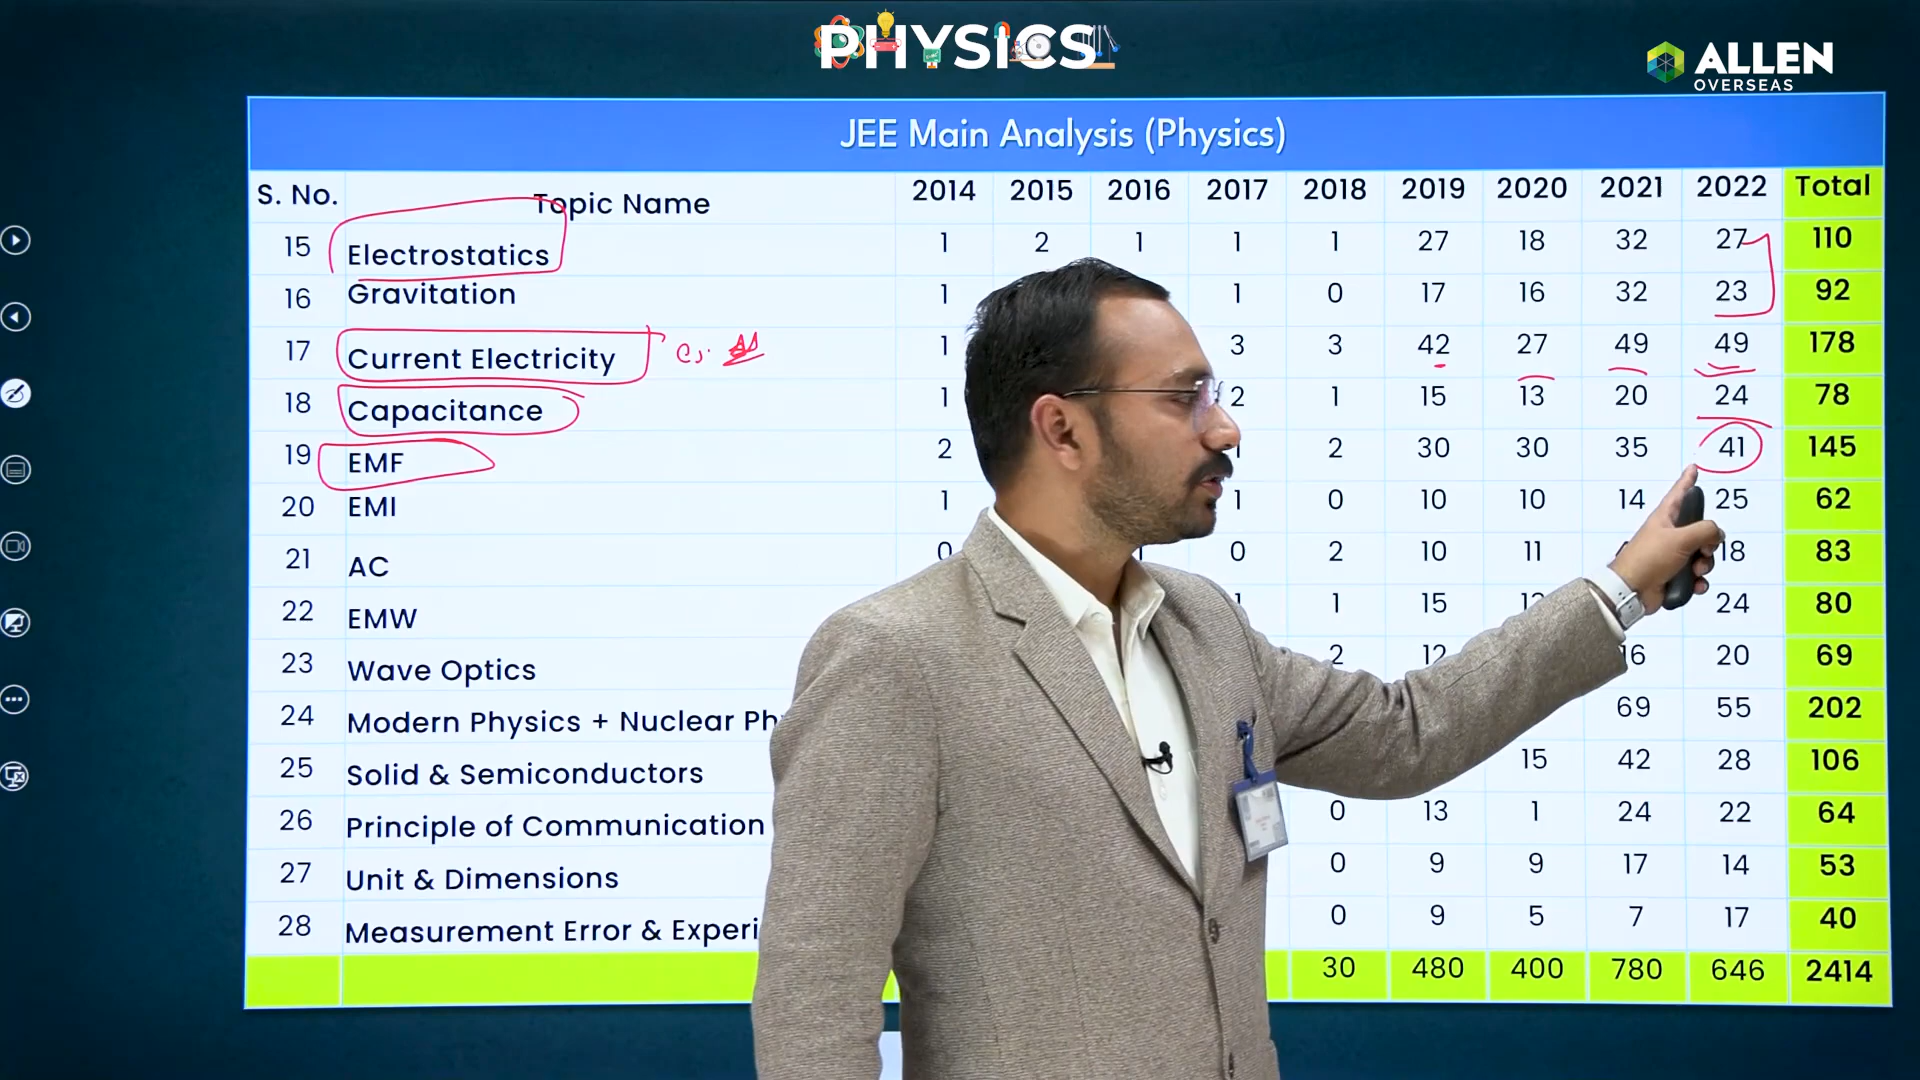 PHYSICS
ALLEN
OVERSEAS
JEE Main Analysis (Physics)
S. No. Topic Name 2014 2015 2016 2017 2018 2019 2020 2021 2022 Total
15 Electrostatics 1 2 1 1 1 27 18 32 27 110
16 Gravitation 1 1 0 17 16 32 23 92
17 Current Electricity 1 3 3 42 27 49 49 178
18 Capacitance 1 2 1 15 13 20 24 78
19 EMF 2 2 30 30 35 41 145
20 EMI 1 1 0 10 10 14 25 62
21 AC 0 0 2 10 11 18 83
22 EMW 1 15 24 80
23 Wave Optics 2 12 16 20 69
24 Modern Physics + Nuclear 69 55 202
25 Solid & Semiconductors 15 42 28 106
26 Principle of Communication 0 13 1 24 22 64
27 Unit & Dimensions 0 9 9 17 14 53
28 Measurement Error & 0 9 5 7 17 40
30 480 400 780 646 2414